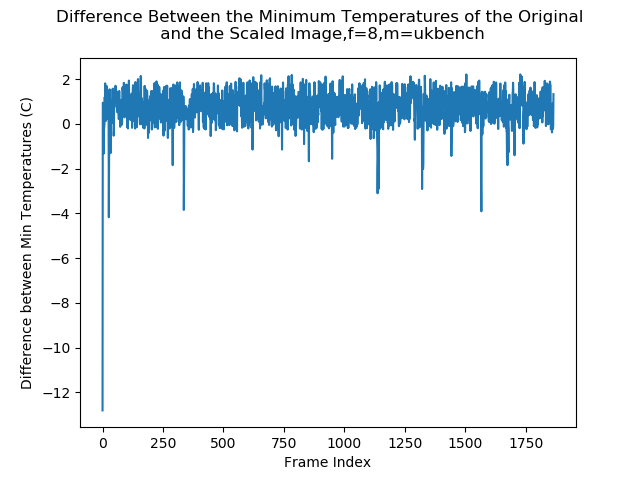 Difference Between the Minimum Temperatures of the Original
and the Scaled Image,f=8,m=ukbench
Difference between Min Temperatures (C)
2
0
−2
−4
−6
−8
−10
−12
0 250 500 750 1000 1250 1500 1750
Frame Index